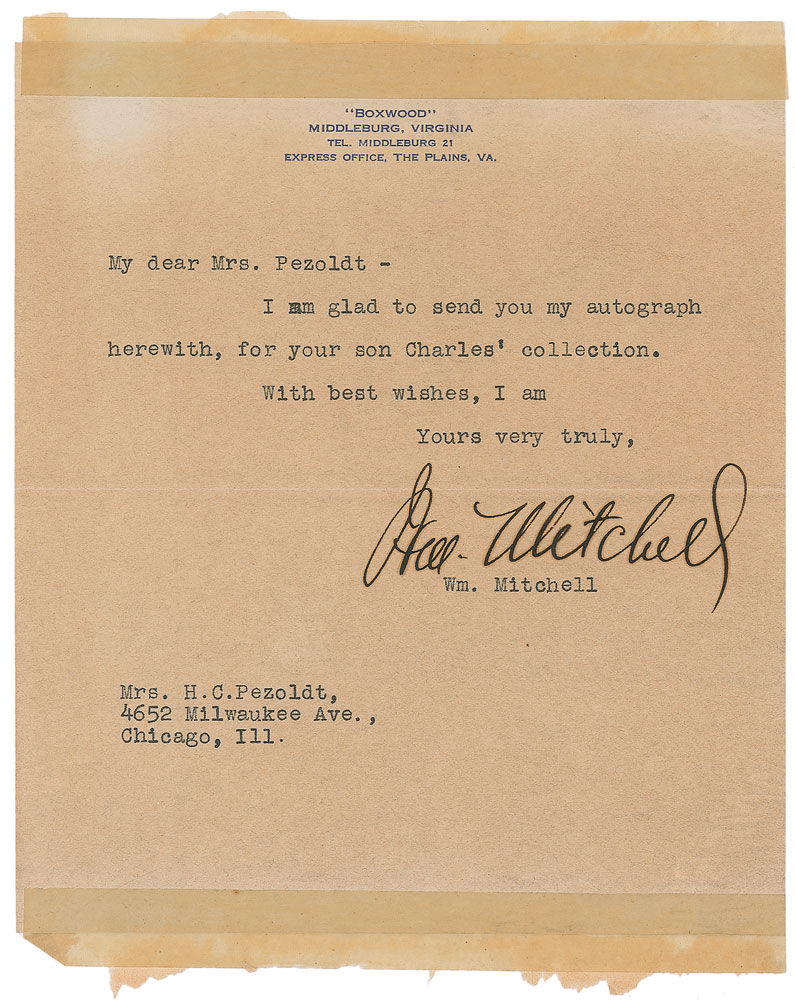 "BOXWOOD"
MIDDLEBURG, VIRGINIA
TEL. MIDDLEBURG 21
EXPRESS OFFICE, THE PLAINS, VA.
My dear Mrs. Pezoldt -
I am glad to send you my autograph
herewith, for your son Charles' collection.
With best wishes, I am
Yours very truly,
Wm. Mitchell
Wm. Mitchell
Mrs. H.C.Pezoldt,
4652 Milwaukee Ave.,
Chicago, Ill.